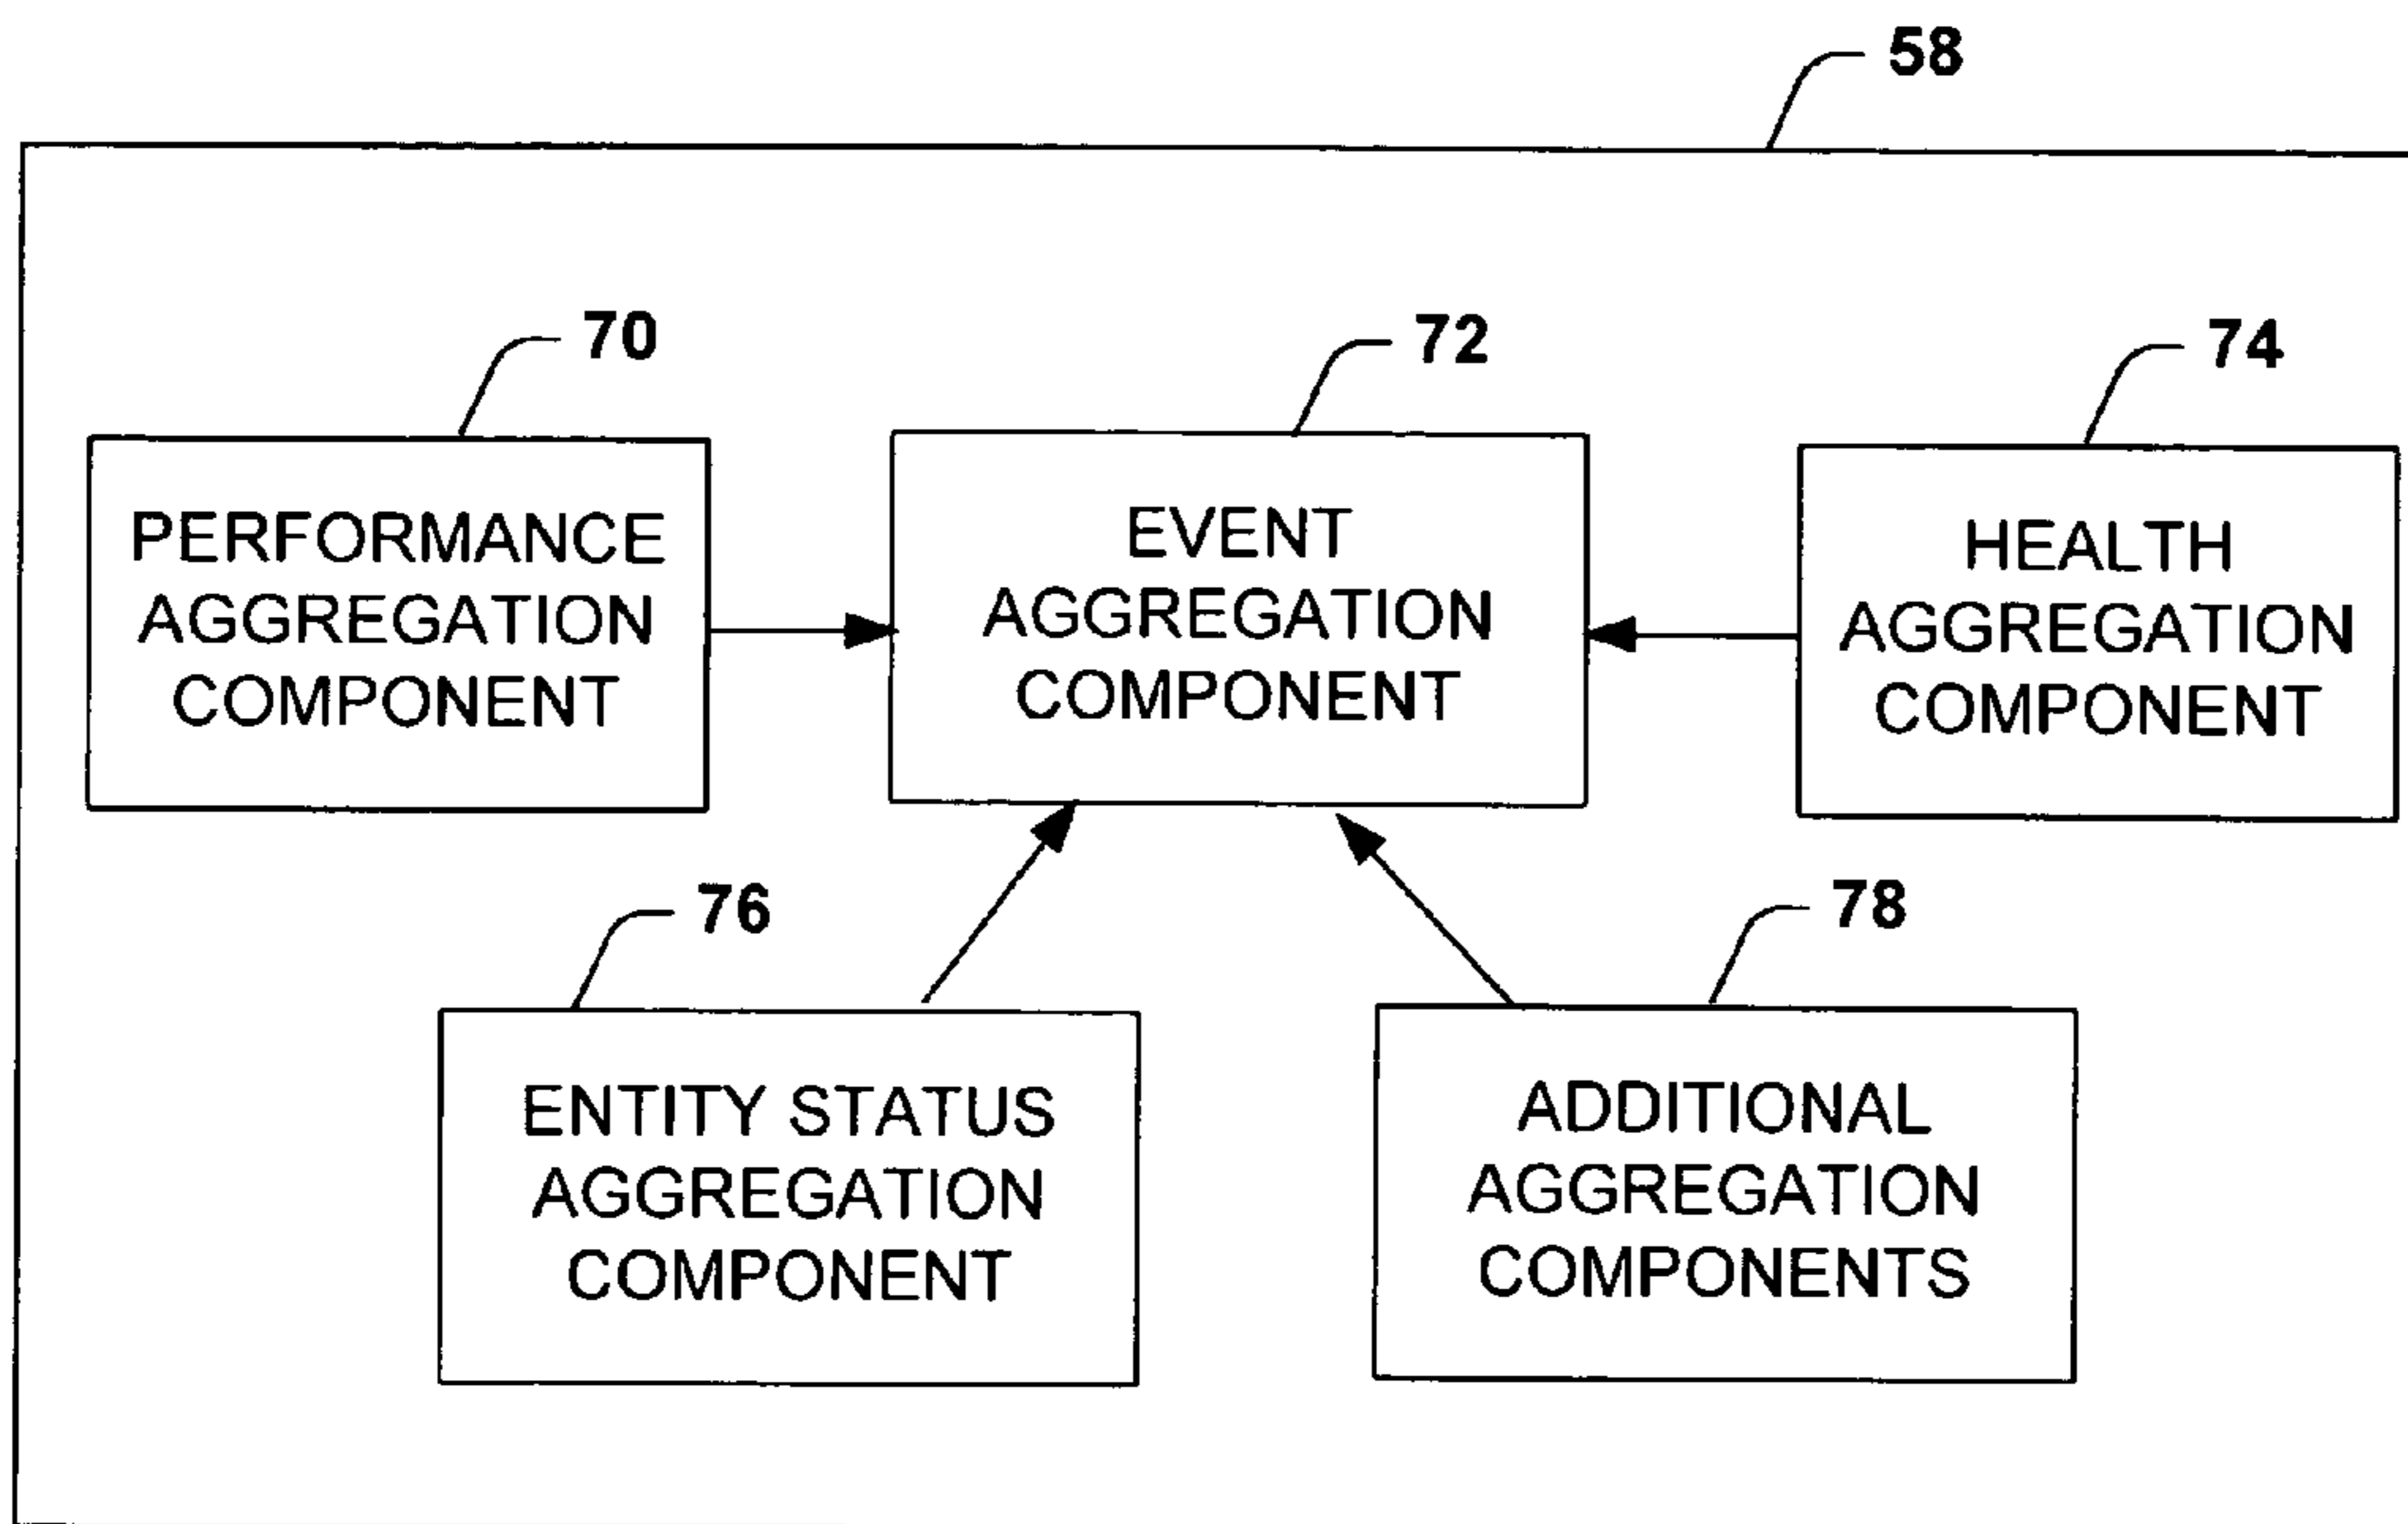 58
70
72
74
PERFORMANCE
AGGREGATION
COMPONENT
EVENT
AGGREGATION
COMPONENT
HEALTH
AGGREGATION
COMPONENT
76
78
ENTITY STATUS
AGGREGATION
COMPONENT
ADDITIONAL
AGGREGATION
COMPONENTS